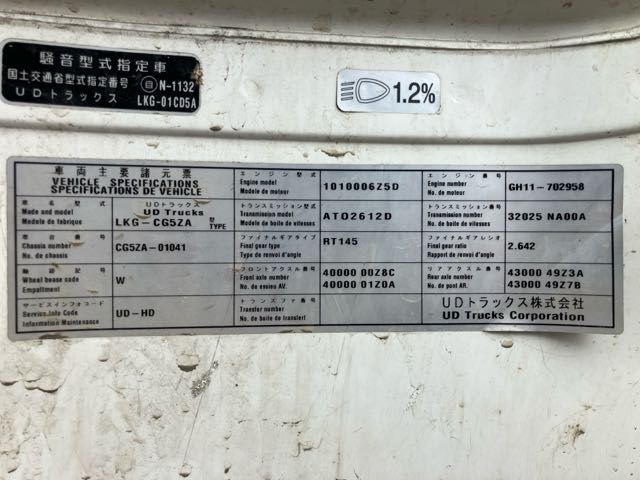 騒音型式指定車
国土交通省型式指定番号 自 N-1132
UDトラックス LKG-01CD5A
1.2%
車両主要諸元票
VEHICLE SPECIFICATIONS
SPECIFICATIONS DE VEHICLE
車名
Made and model
Modele de fabrique
UDトラックス
UD Trucks
LKG-CG5ZA
型式
TYPE
車台番号
Chassis number
No. de chassis
CG5ZA-01041
軸距記号
Wheel base code
Empattment
W
サービスインフォコード
Service Info Code
Information Maintenance
UD-HD
エンジン型式
Engine model
Modele de moteur
1010006Z5D
トランスミッション型式
Transmission model
Modele de boite de vitesses
ATO2612D
ファイナルギアタイプ
Final gear type
Type de renvoi d'angle
RT145
フロントアクスル番号
Front axle number
No. de essieu AV.
40000 00Z8C
40000 01Z0A
トランスファ番号
Transfer number
No. de boite de transferl
エンジン番号
Engine number
No. de moteur
GH11-702958
トランスミッション番号
Transmission number
No. de boite de vitesses
32025 NA00A
ファイナルギアレシオ
Final gear ratio
Rapport de renvoi d'angle
2.642
リアアクスル番号
Rear axle number
No. de pont AR.
43000 49Z3A
43000 49Z7B
UDトラックス株式会社
UD Trucks Corporation